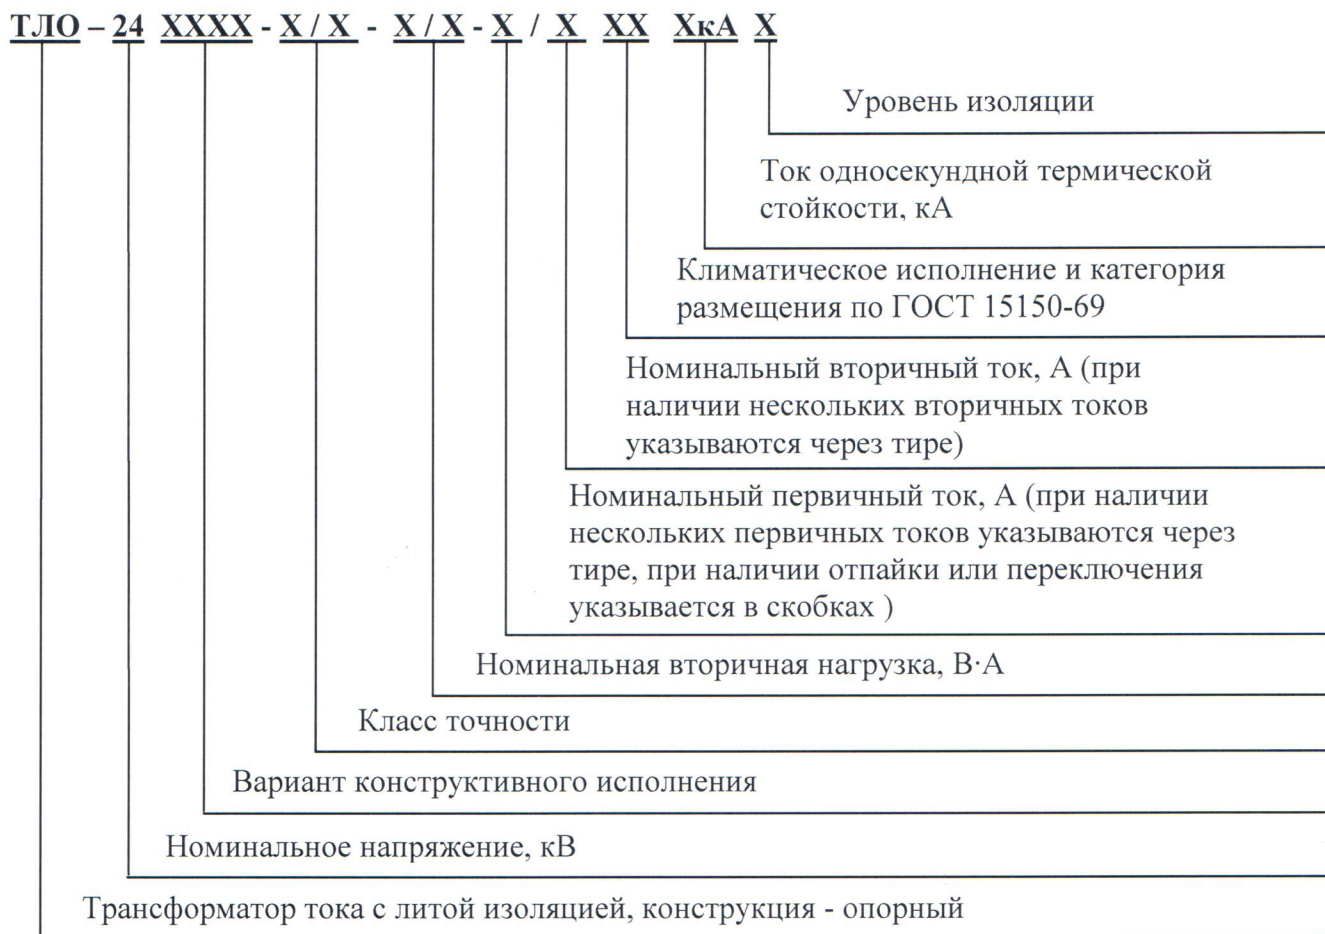 ТЛО – 24 ХХХХ - Х / Х - Х / Х - Х / Х ХХ ХкА Х
Уровень изоляции
Ток односекундной термической
стойкости, кА
Климатическое исполнение и категория
размещения по ГОСТ 15150-69
Номинальный вторичный ток, А (при
наличии нескольких вторичных токов
указываются через тире)
Номинальный первичный ток, А (при наличии
нескольких первичных токов указываются через
тире, при наличии отпайки или переключения
указывается в скобках )
Номинальная вторичная нагрузка, В·А
Класс точности
Вариант конструктивного исполнения
Номинальное напряжение, кВ
Трансформатор тока с литой изоляцией, конструкция - опорный